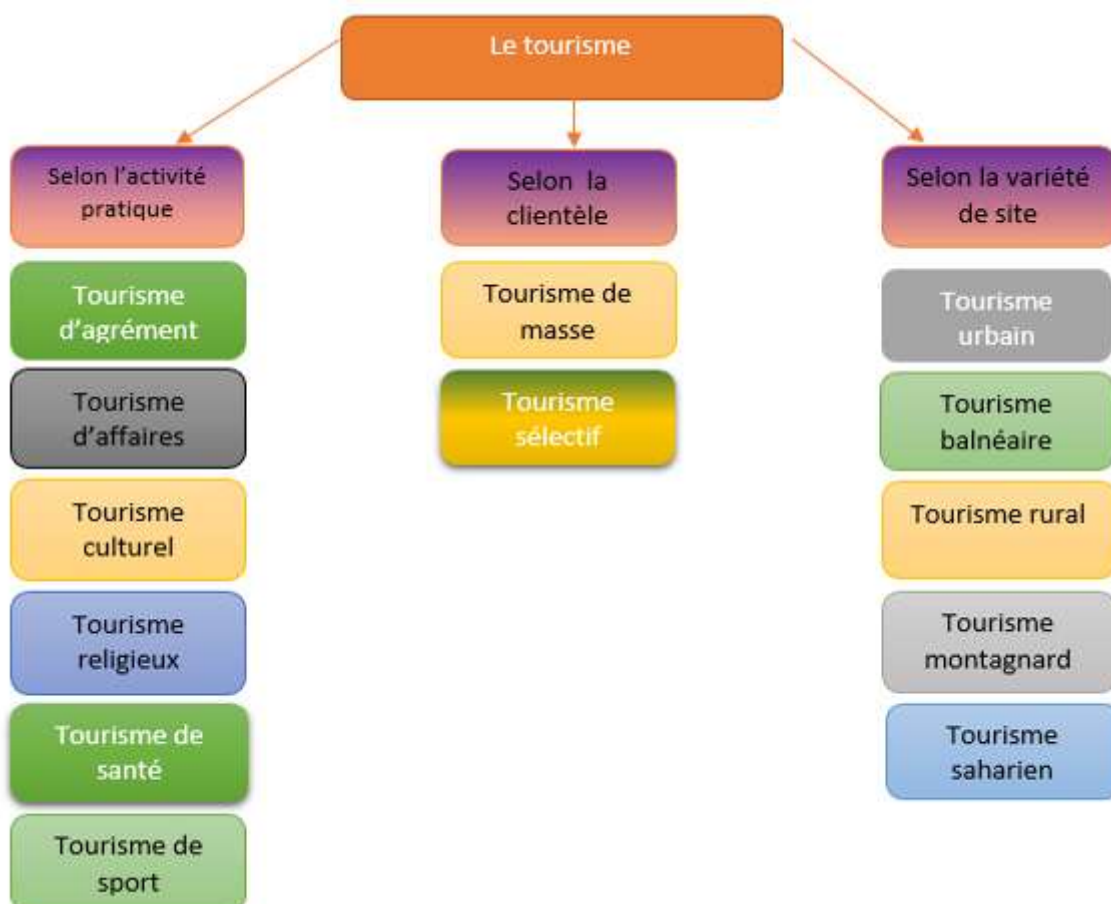 Le tourisme
Selon l'activité
pratique
Tourisme
d'agrément
Tourisme
d'affaires
Tourisme
culturel
Tourisme
religieux
Tourisme de
santé
Tourisme de
sport
Selon la
clientèle
Tourisme de
masse
Tourisme
sélectif
Selon la variété
de site
Tourisme
urbain
Tourisme
balnéaire
Tourisme rural
Tourisme
montagnard
Tourisme
saharien